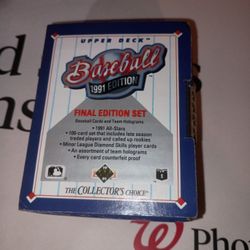 UPPER DECK
Baseball
1991 EDITION
FINAL EDITION SET
Baseball Cards and Team Holograms
• 1991 All-Stars
• 100-card set that includes late season
traded players and called up rookies
• Minor League Diamond Skills player cards
• An assortment of team holograms
• Every card counterfeit proof
THE COLLECTOR'S CHOICE
Pho